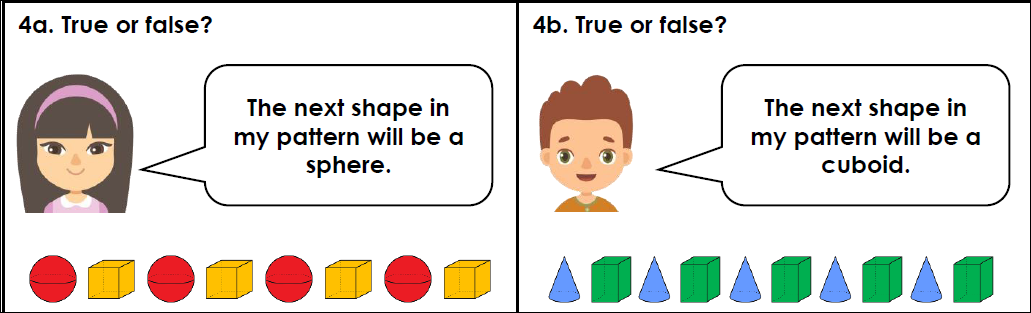 4a. True or false?
The next shape in
my pattern will be a
sphere.
4b. True or false?
The next shape in
my pattern will be a
cuboid.